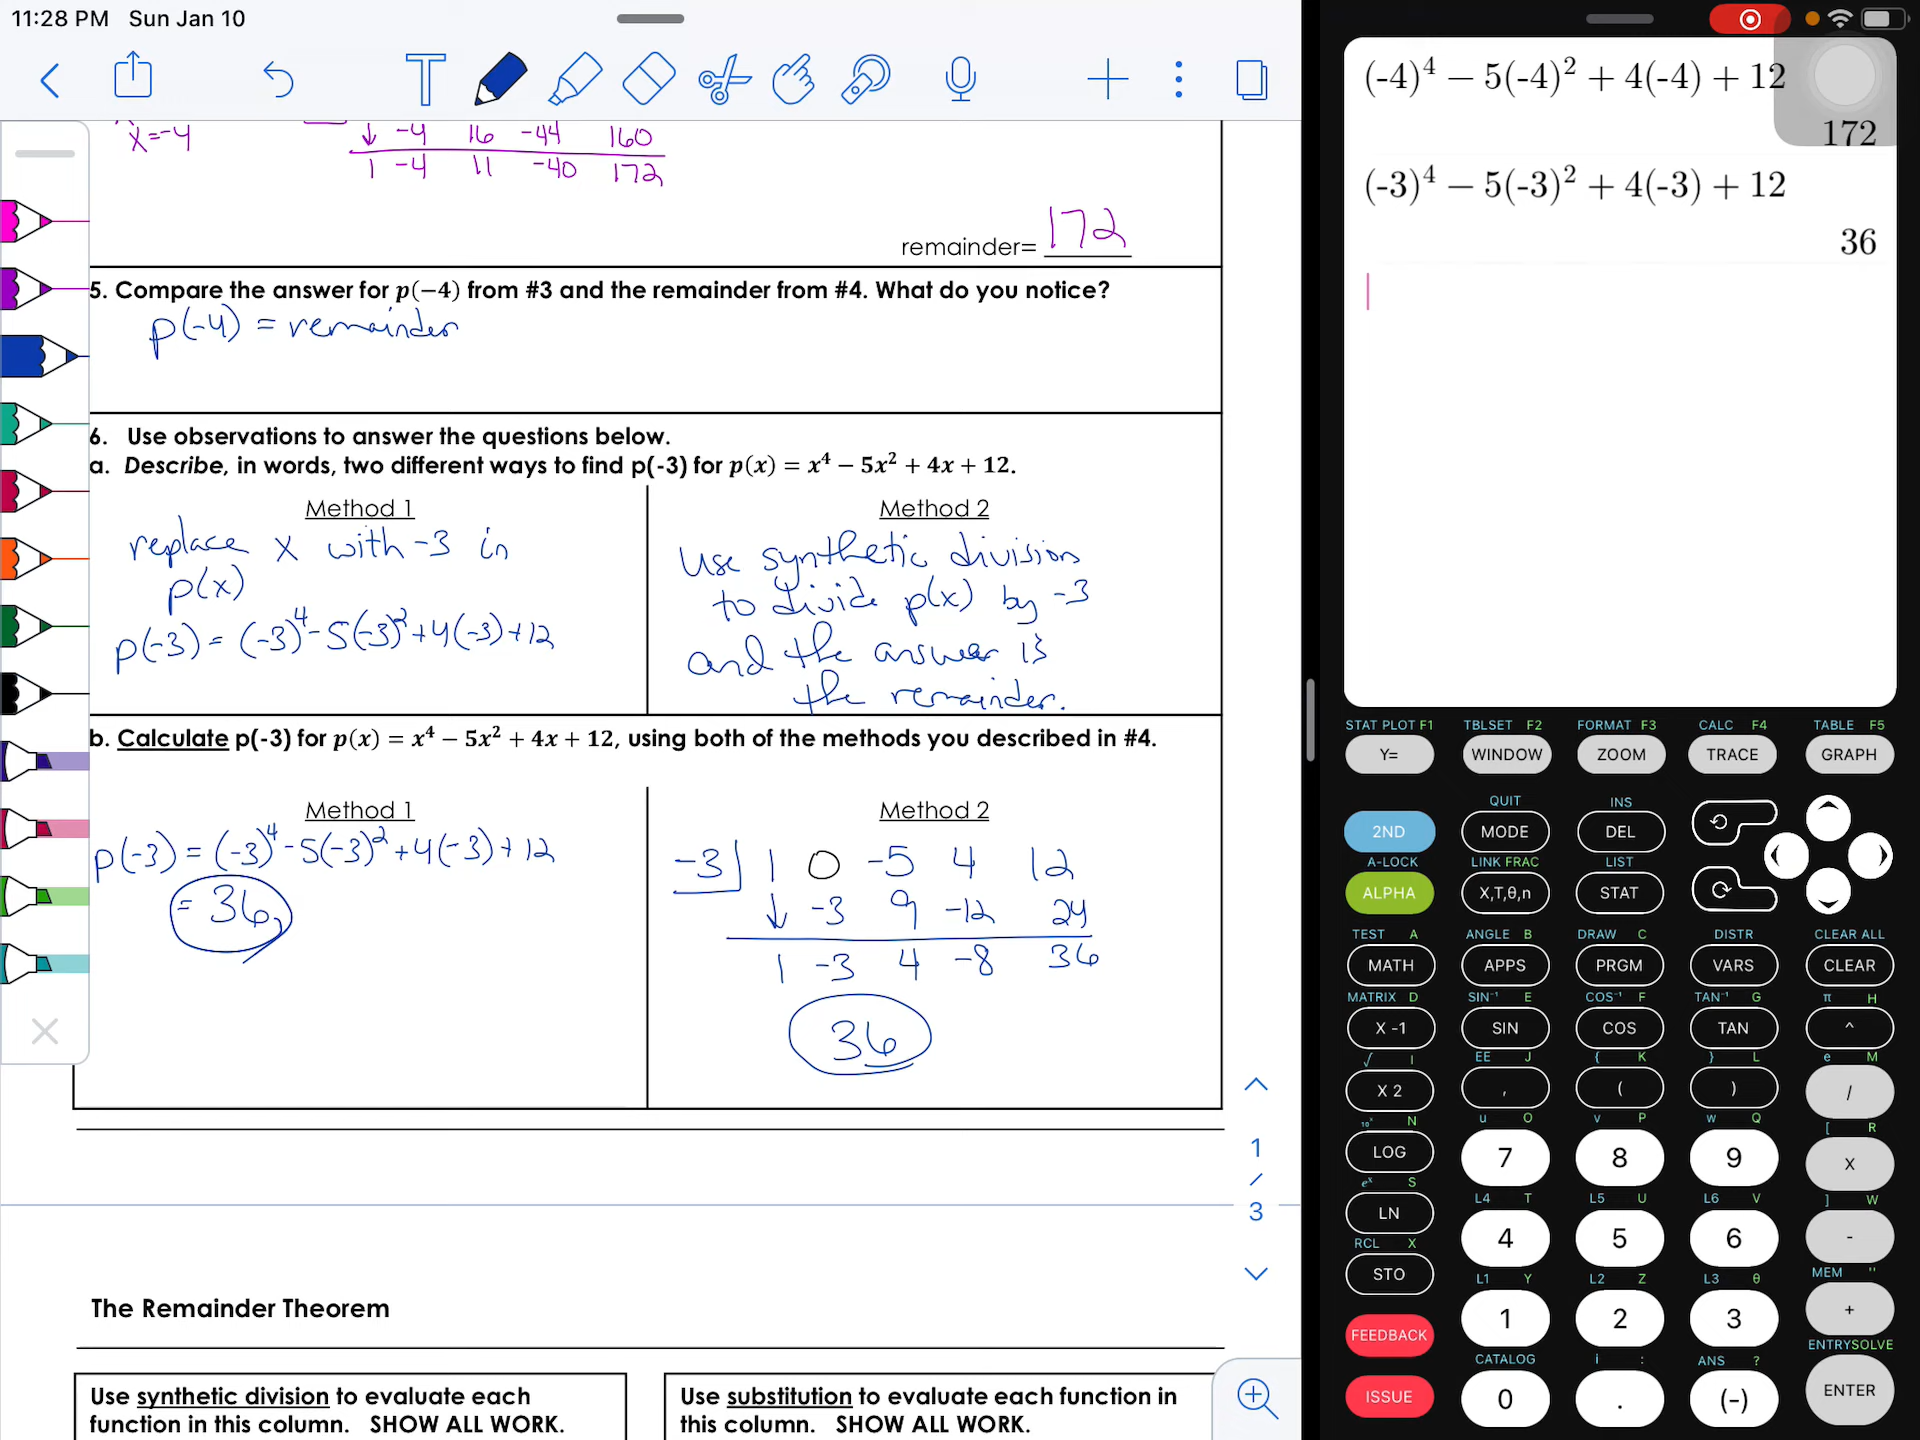 11:28 PM Sun Jan 10
x=-4
↓ -4 16 -44 160
1 -4 11 -40 172
remainder= 172
5. Compare the answer for p(−4) from #3 and the remainder from #4. What do you notice?
p(-4) = remainder
6. Use observations to answer the questions below.
a. Describe, in words, two different ways to find p(-3) for p(x) = x⁴ − 5x² + 4x + 12.
Method 1
replace x with -3 in
p(x)
p(-3) = (-3)⁴-5(-3)²+4(-3)+12
Method 2
Use synthetic division
to divide p(x) by -3
and the answer is
the remainder.
b. Calculate p(-3) for p(x) = x⁴ − 5x² + 4x + 12, using both of the methods you described in #4.
Method 1
p(-3) = (-3)⁴-5(-3)²+4(-3)+12
= 36
Method 2
-3 1 0 -5 4 12
↓ -3 9 -12 24
1 -3 4 -8 36
36
1
/
3
The Remainder Theorem
Use synthetic division to evaluate each
function in this column. SHOW ALL WORK.
Use substitution to evaluate each function in
this column. SHOW ALL WORK.
(-4)⁴ − 5(-4)² + 4(-4) + 12
172
(-3)⁴ − 5(-3)² + 4(-3) + 12
36
STAT PLOT F1 TBLSET F2 FORMAT F3 CALC F4 TABLE F5
Y= WINDOW ZOOM TRACE GRAPH
QUIT INS
2ND MODE DEL
A-LOCK LINK FRAC LIST
ALPHA X,T,θ,n STAT
TEST A ANGLE B DRAW C DISTR CLEAR ALL
MATH APPS PRGM VARS CLEAR
MATRIX D SIN⁻¹ E COS⁻¹ F TAN⁻¹ G π H
X -1 SIN COS TAN ^
√ I EE J { K } L e M
X 2 , ( ) /
10ˣ N u O v P w Q [ R
LOG 7 8 9 X
eˣ S L4 T L5 U L6 V ] W
LN 4 5 6 -
RCL X L1 Y L2 Z L3 θ MEM "
STO 1 2 3 +
FEEDBACK
CATALOG i : ANS ? ENTRY SOLVE
ISSUE 0 . (-) ENTER